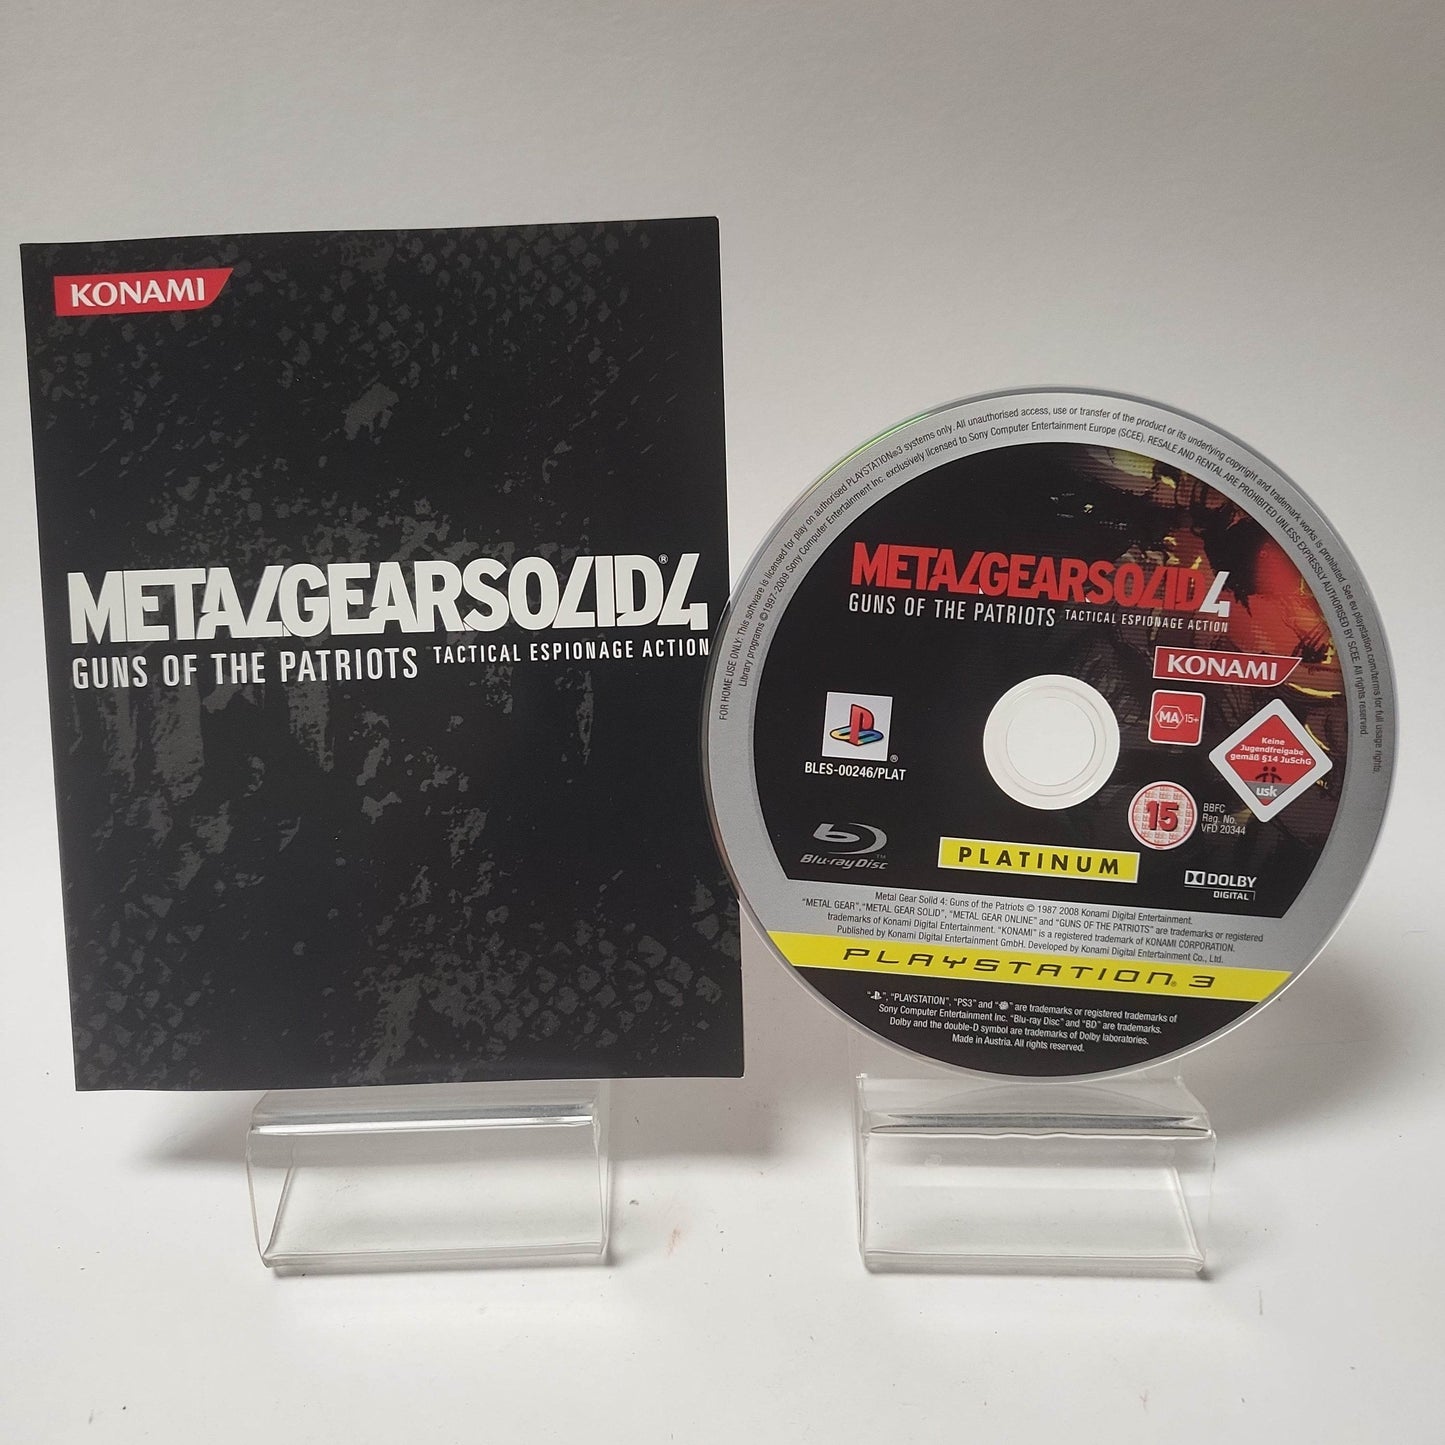 KONAMI
METAL GEAR SOLID® 4
GUNS OF THE PATRIOTS TACTICAL ESPIONAGE ACTION
FOR HOME USE ONLY: This software is licensed for play on authorised PLAYSTATION®3 systems only. All unauthorised access, use or transfer of the product or its underlying copyright and trademark works is prohibited. See eu.playstation.com/terms for full usage rights.
Library programs ©1997-2009 Sony Computer Entertainment Inc. exclusively licensed to Sony Computer Entertainment Europe (SCEE). RESALE AND RENTAL ARE PROHIBITED UNLESS EXPRESSLY AUTHORISED BY SCEE. All rights reserved.
METAL GEAR SOLID 4
GUNS OF THE PATRIOTS TACTICAL ESPIONAGE ACTION
KONAMI
MA 15+
®
BLES-00246/PLAT
Keine
Jugendfreigabe
gemäß §14 JuSchG
usk
15
BBFC
Reg. No.
VFD 20344
Blu-ray Disc™
PLATINUM
DOLBY
DIGITAL
Metal Gear Solid 4: Guns of the Patriots © 1987 2008 Konami Digital Entertainment.
"METAL GEAR", "METAL GEAR SOLID", "METAL GEAR ONLINE" and "GUNS OF THE PATRIOTS" are trademarks or registered
trademarks of Konami Digital Entertainment. "KONAMI" is a registered trademark of KONAMI CORPORATION.
Published by Konami Digital Entertainment GmbH. Developed by Konami Digital Entertainment Co., Ltd.
PLAYSTATION® 3
" ", "PLAYSTATION", "PS3" and " " are trademarks or registered trademarks of
Sony Computer Entertainment Inc. "Blu-ray Disc" and "BD" are trademarks.
Dolby and the double-D symbol are trademarks of Dolby laboratories.
Made in Austria. All rights reserved.